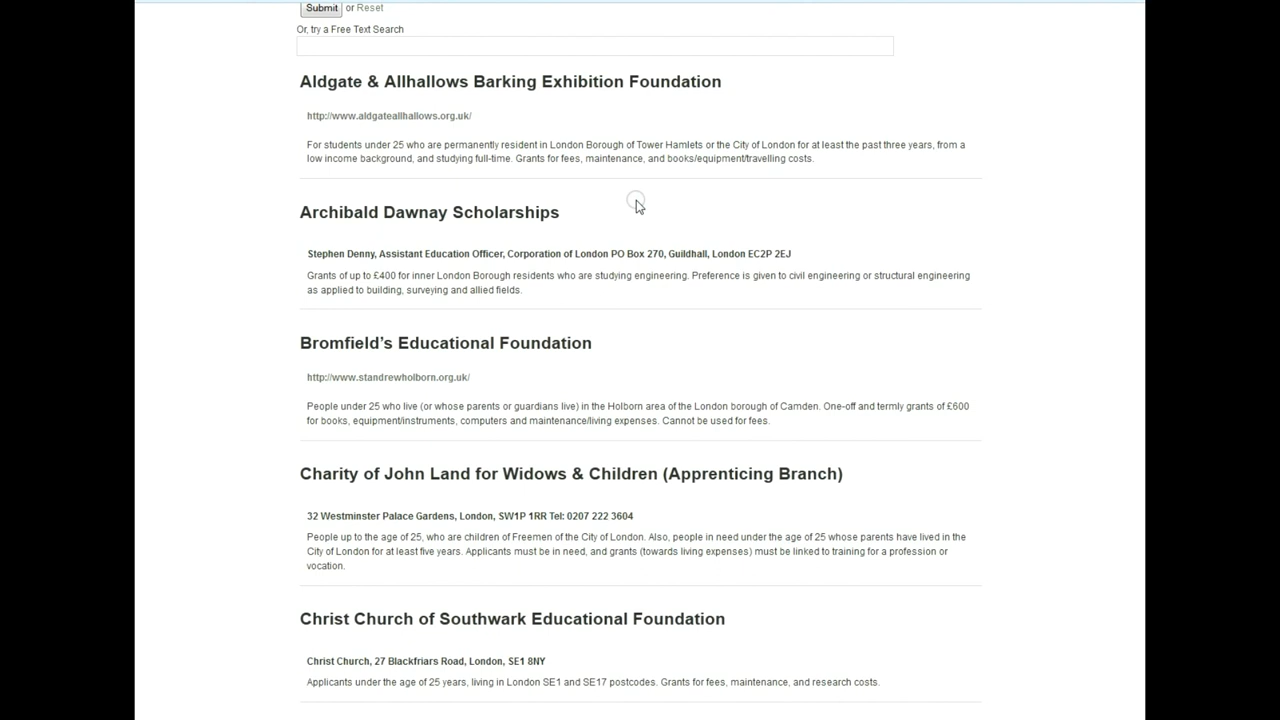 Submit or Reset
Or, try a Free Text Search
Aldgate & Allhallows Barking Exhibition Foundation
http://www.aldgateallhallows.org.uk/
For students under 25 who are permanently resident in London Borough of Tower Hamlets or the City of London for at least the past three years, from a
low income background, and studying full-time. Grants for fees, maintenance, and books/equipment/travelling costs.
Archibald Dawnay Scholarships
Stephen Denny, Assistant Education Officer, Corporation of London PO Box 270, Guildhall, London EC2P 2EJ
Grants of up to £400 for inner London Borough residents who are studying engineering. Preference is given to civil engineering or structural engineering
as applied to building, surveying and allied fields.
Bromfield’s Educational Foundation
http://www.standrewholborn.org.uk/
People under 25 who live (or whose parents or guardians live) in the Holborn area of the London borough of Camden. One-off and termly grants of £600
for books, equipment/instruments, computers and maintenance/living expenses. Cannot be used for fees.
Charity of John Land for Widows & Children (Apprenticing Branch)
32 Westminster Palace Gardens, London, SW1P 1RR Tel: 0207 222 3604
People up to the age of 25, who are children of Freemen of the City of London. Also, people in need under the age of 25 whose parents have lived in the
City of London for at least five years. Applicants must be in need, and grants (towards living expenses) must be linked to training for a profession or
vocation.
Christ Church of Southwark Educational Foundation
Christ Church, 27 Blackfriars Road, London, SE1 8NY
Applicants under the age of 25 years, living in London SE1 and SE17 postcodes. Grants for fees, maintenance, and research costs.